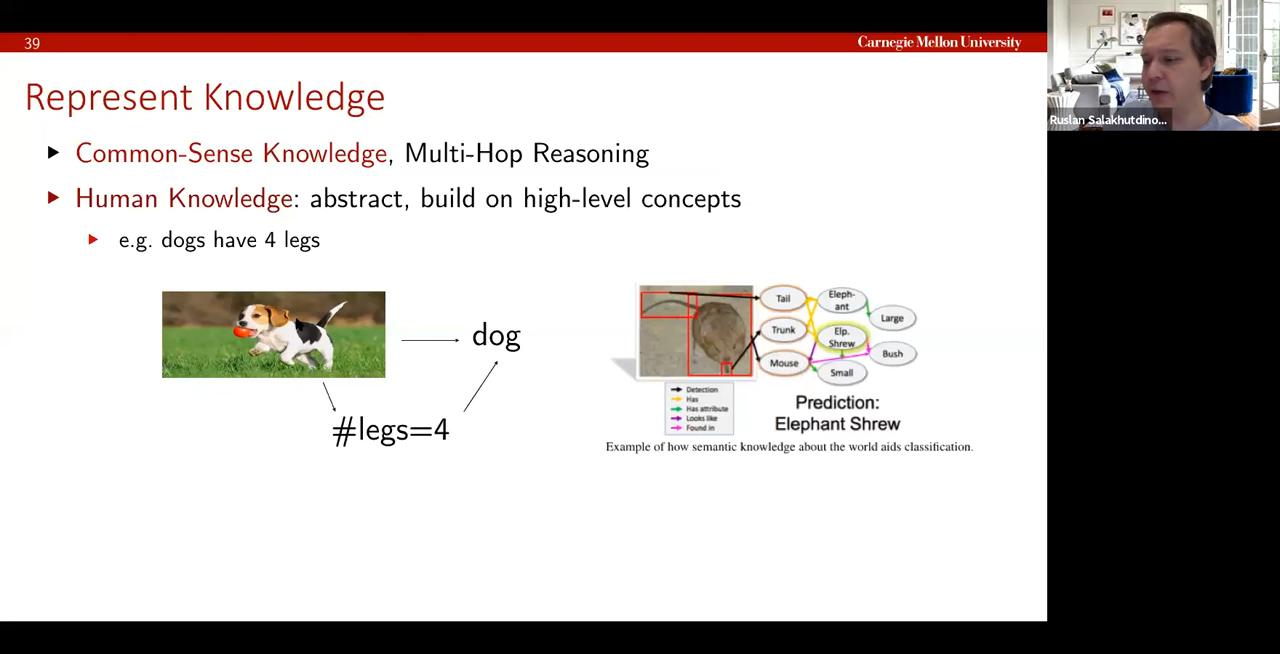 39
Carnegie Mellon University
Ruslan Salakhutdino...
Represent Knowledge
Common-Sense Knowledge, Multi-Hop Reasoning
Human Knowledge: abstract, build on high-level concepts
e.g. dogs have 4 legs
dog
#legs=4
Tail
Trunk
Mouse
Eleph-
ant
Elp.
Shrew
Small
Large
Bush
Detection
Has
Has attribute
Looks like
Found in
Prediction:
Elephant Shrew
Example of how semantic knowledge about the world aids classification.